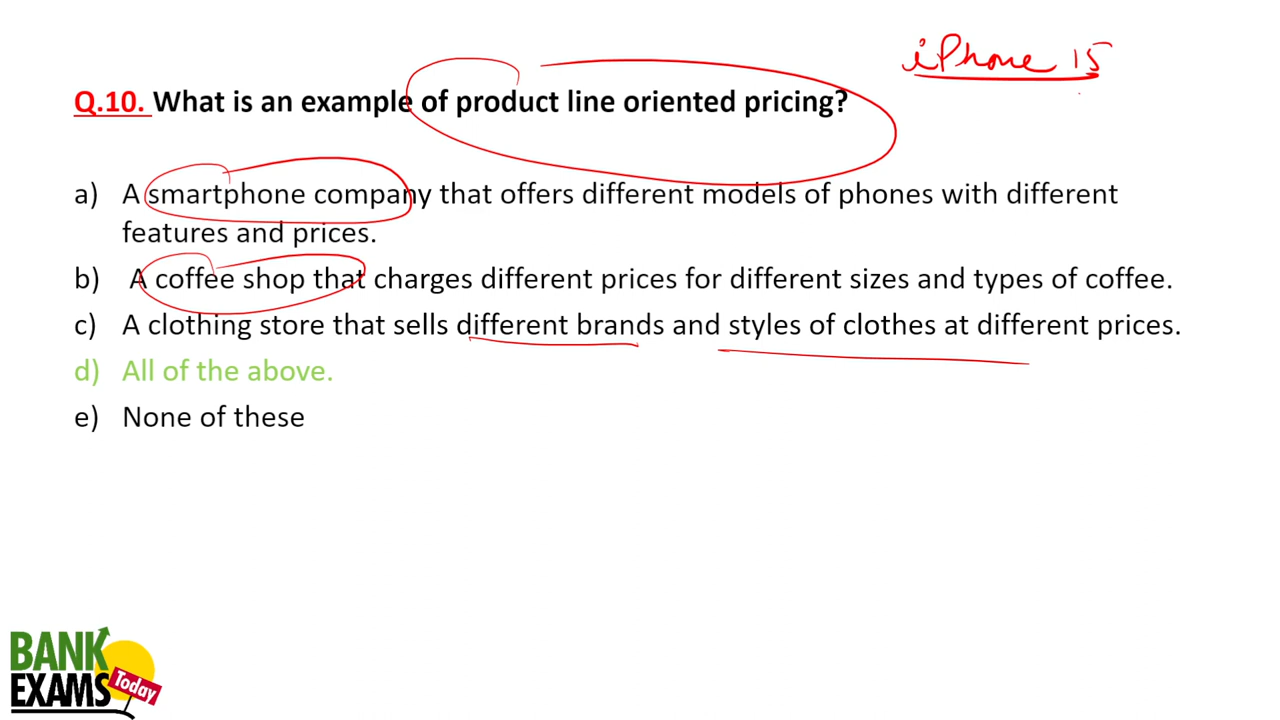 iPhone 15
Q.10. What is an example of product line oriented pricing?
a) A smartphone company that offers different models of phones with different
features and prices.
b) A coffee shop that charges different prices for different sizes and types of coffee.
c) A clothing store that sells different brands and styles of clothes at different prices.
d) All of the above.
e) None of these
BANK
EXAMS
Today